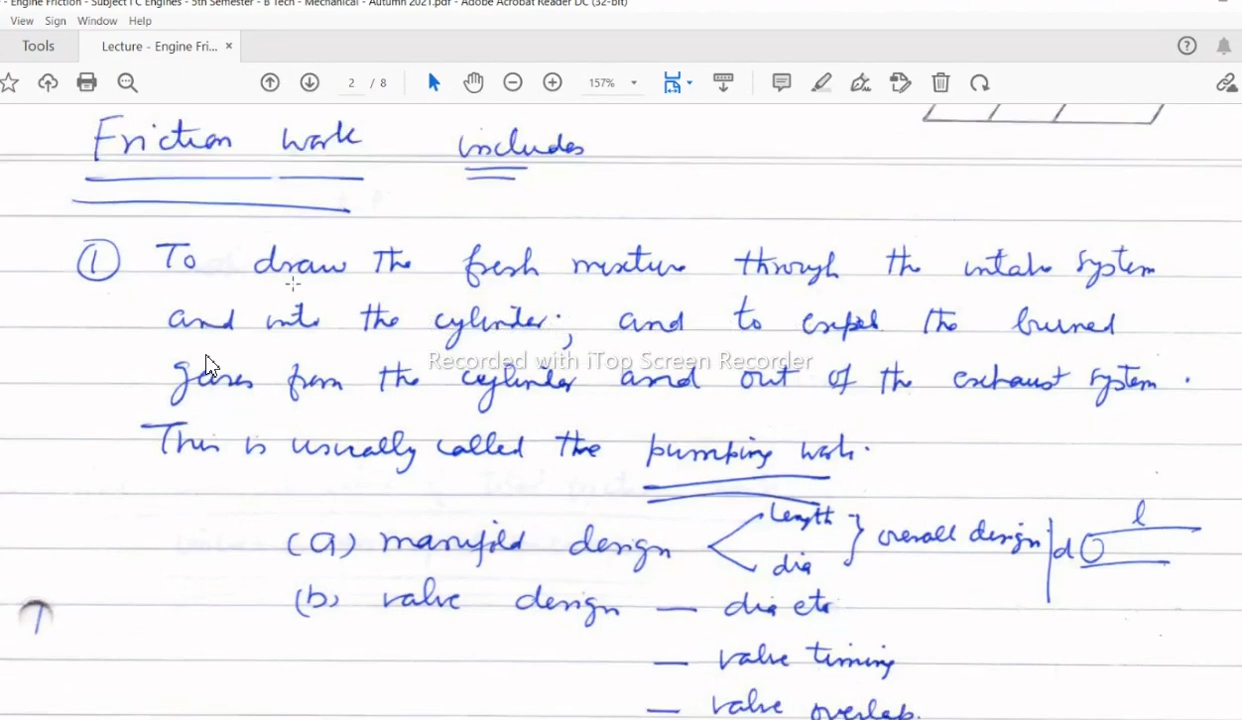 - Engine Friction - Subject I C Engines - 5th Semester - B Tech - Mechanical - Autumn 2021.pdf - Adobe Acrobat Reader DC (32-bit)
View Sign Window Help
Tools Lecture - Engine Fri... ×
2 / 8 157%
Friction work includes
① To draw the fresh mixture through the intake system
and into the cylinder; and to expel the burned
gases from the cylinder and out of the exhaust system.
Recorded with iTop Screen Recorder
This is usually called the pumping work.
(a) manifold design length dia } overall design d l
(b) valve design — dia etc
— valve timing
— valve overlap.